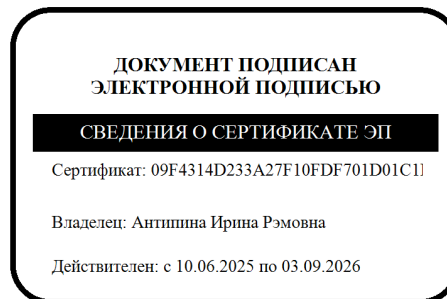 ДОКУМЕНТ ПОДПИСАН
ЭЛЕКТРОННОЙ ПОДПИСЬЮ
СВЕДЕНИЯ О СЕРТИФИКАТЕ ЭП
Сертификат: 09F4314D233A27F10FDF701D01C1
Владелец: Антипина Ирина Рэмовна
Действителен: с 10.06.2025 по 03.09.2026